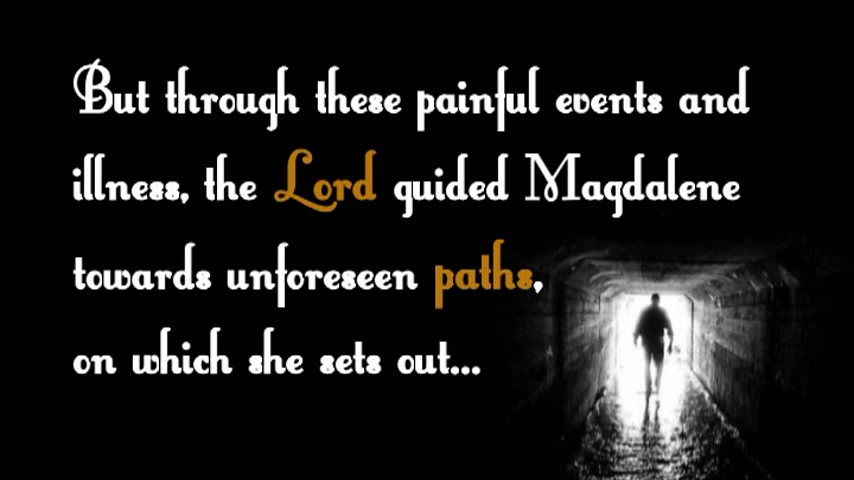 But through these painful events and
illness, the Lord guided Magdalene
towards unforeseen paths,
on which she sets out...